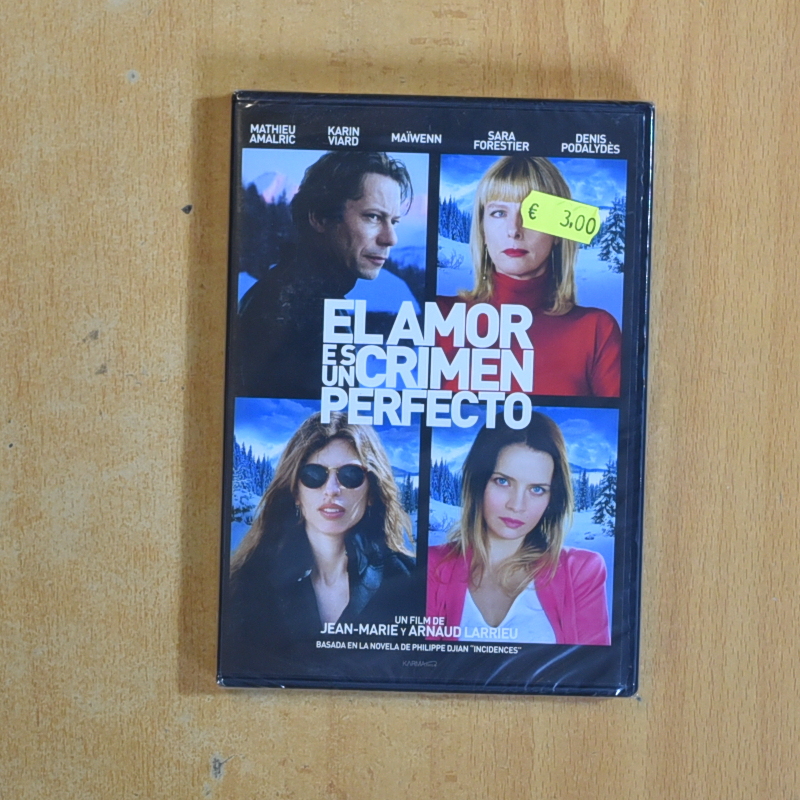 MATHIEU AMALRIC
KARIN VIARD
MAÏWENN
SARA FORESTIER
DENIS PODALYDÈS
€ 3,00
EL AMOR
ES UN CRIMEN
PERFECTO
UN FILM DE
JEAN-MARIE Y ARNAUD LARRIEU
BASADA EN LA NOVELA DE PHILIPPE DJIAN "INCIDENCES"
KARMA